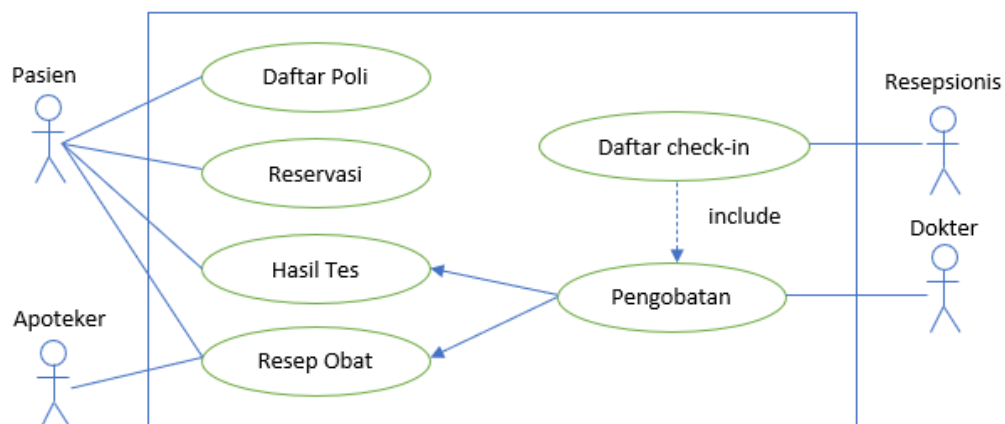 Pasien
Daftar Poli
Resepsionis
Daftar check-in
Reservasi
include
Dokter
Hasil Tes
Pengobatan
Apoteker
Resep Obat